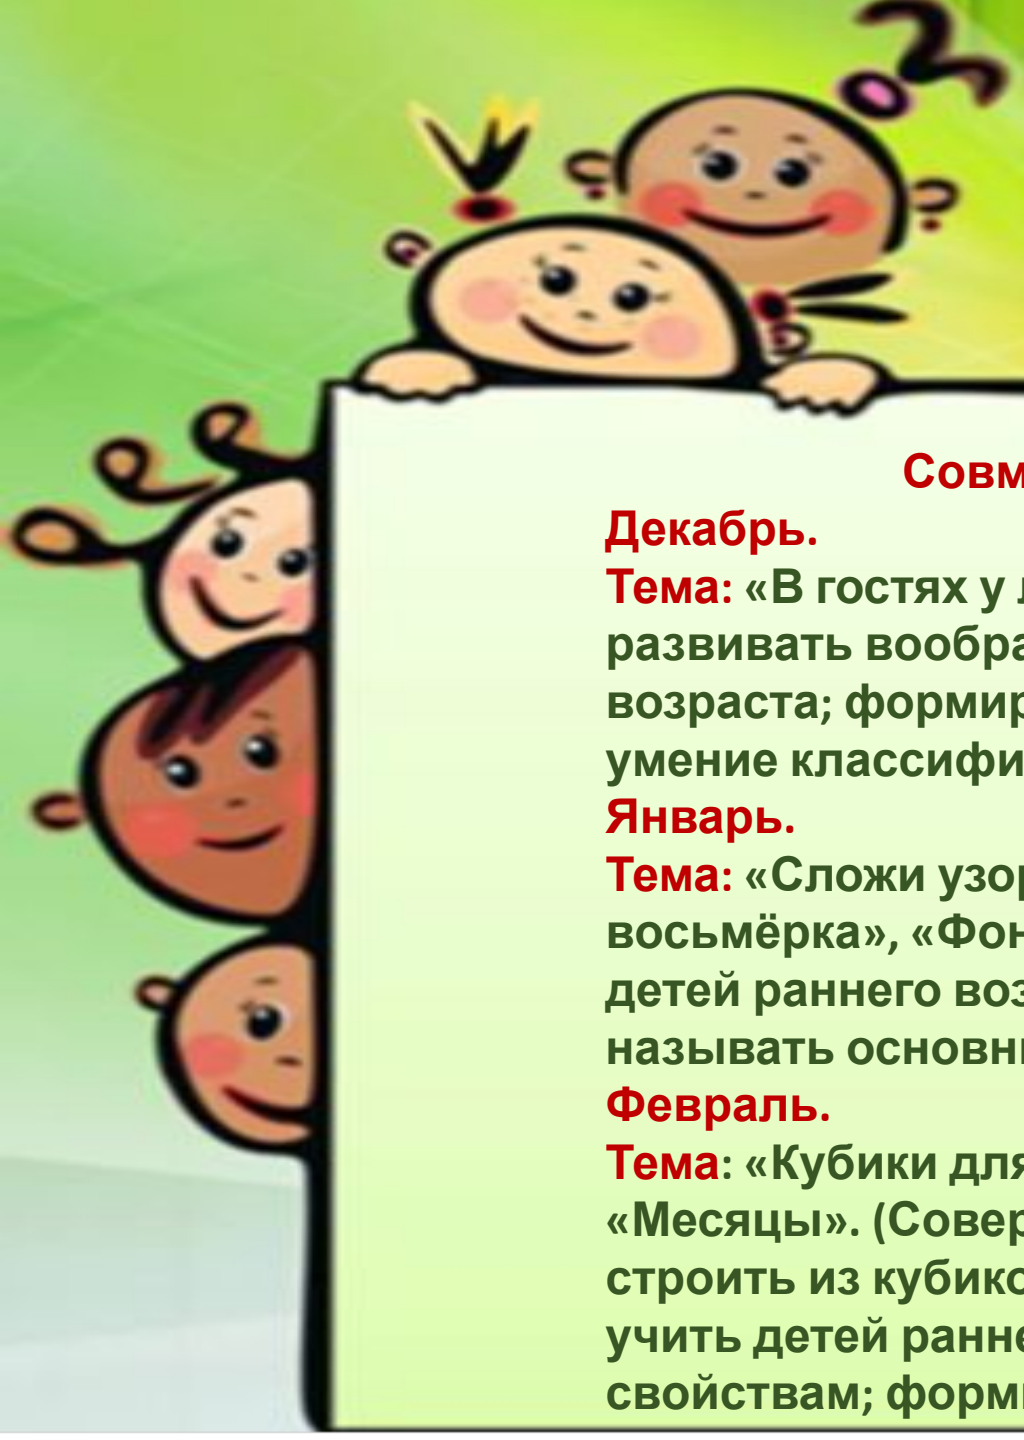 Совм
Декабрь.
Тема: «В гостях у
развивать вообра
возраста; формир
умение классифи
Январь.
Тема: «Сложи узор
восьмёрка», «Фон
детей раннего воз
называть основн
Февраль.
Тема: «Кубики для
«Месяцы». (Совер
строить из кубико
учить детей ранне
свойствам; форм